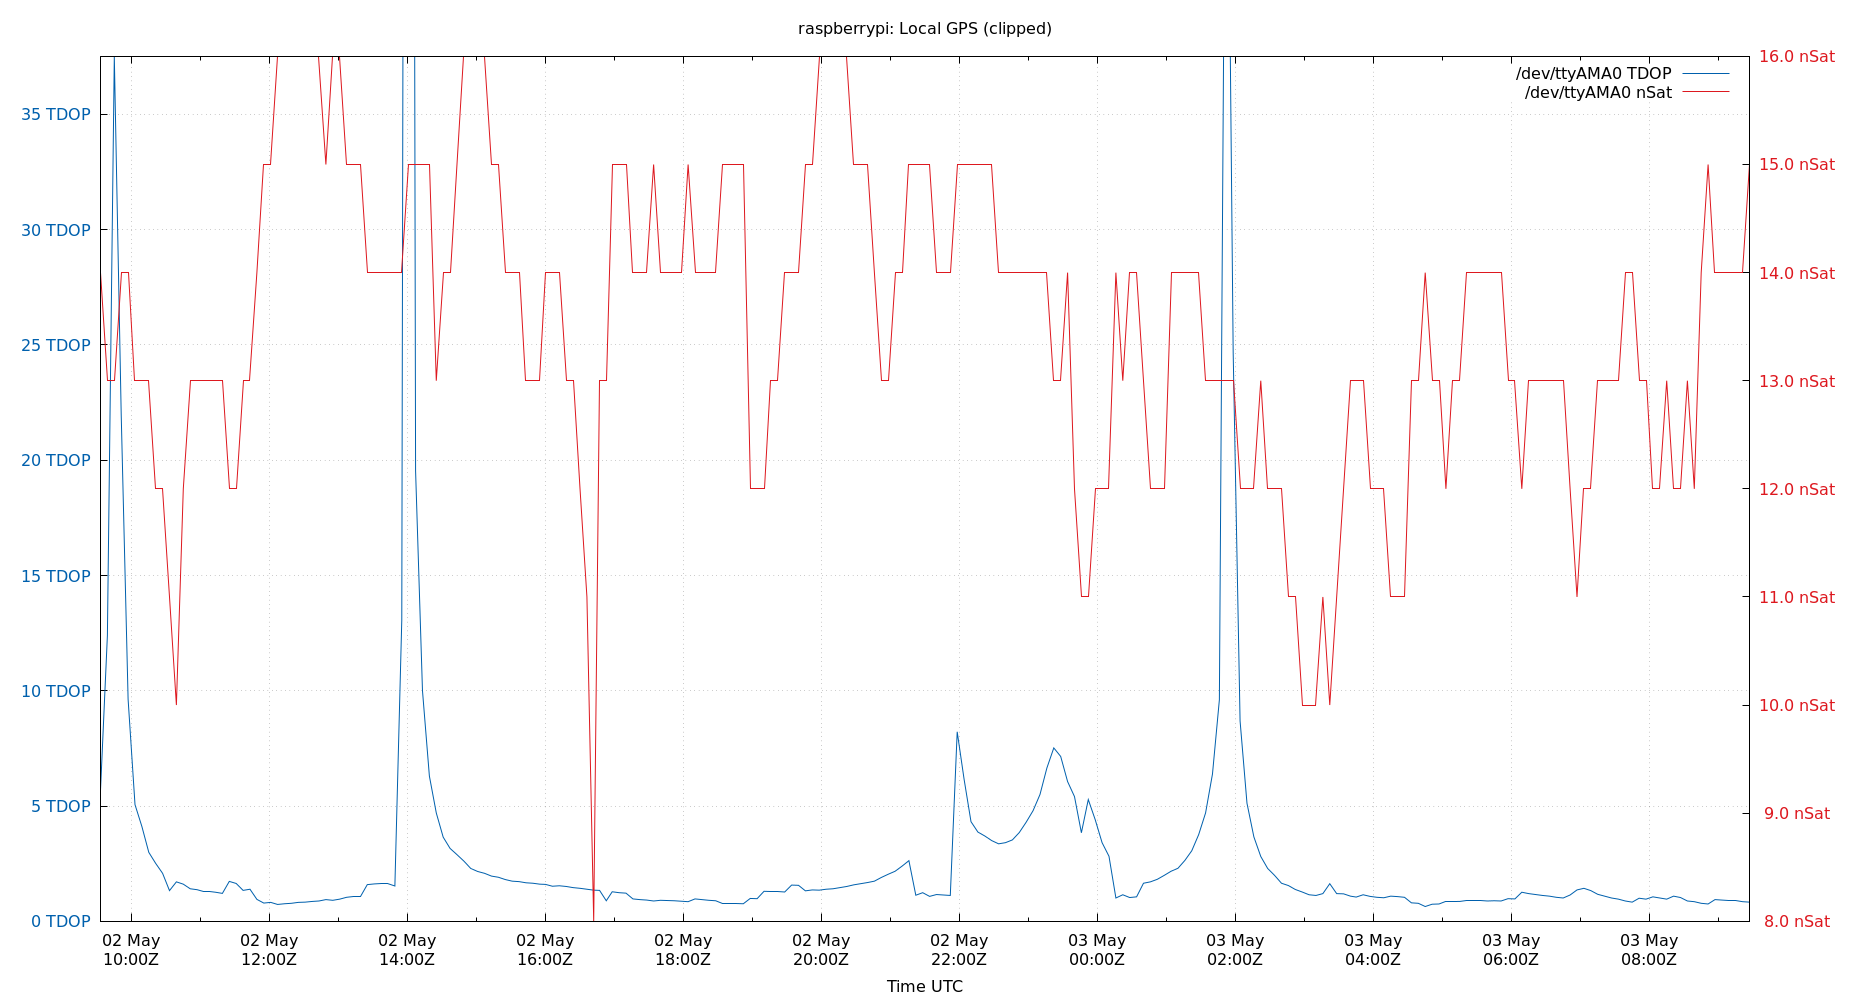 raspberrypi: Local GPS (clipped)
/dev/ttyAMA0 TDOP
/dev/ttyAMA0 nSat
35 TDOP
30 TDOP
25 TDOP
20 TDOP
15 TDOP
10 TDOP
5 TDOP
0 TDOP
16.0 nSat
15.0 nSat
14.0 nSat
13.0 nSat
12.0 nSat
11.0 nSat
10.0 nSat
9.0 nSat
8.0 nSat
02 May 02 May 02 May 02 May 02 May 02 May 02 May 03 May 03 May 03 May 03 May 03 May
10:00Z 12:00Z 14:00Z 16:00Z 18:00Z 20:00Z 22:00Z 00:00Z 02:00Z 04:00Z 06:00Z 08:00Z
Time UTC